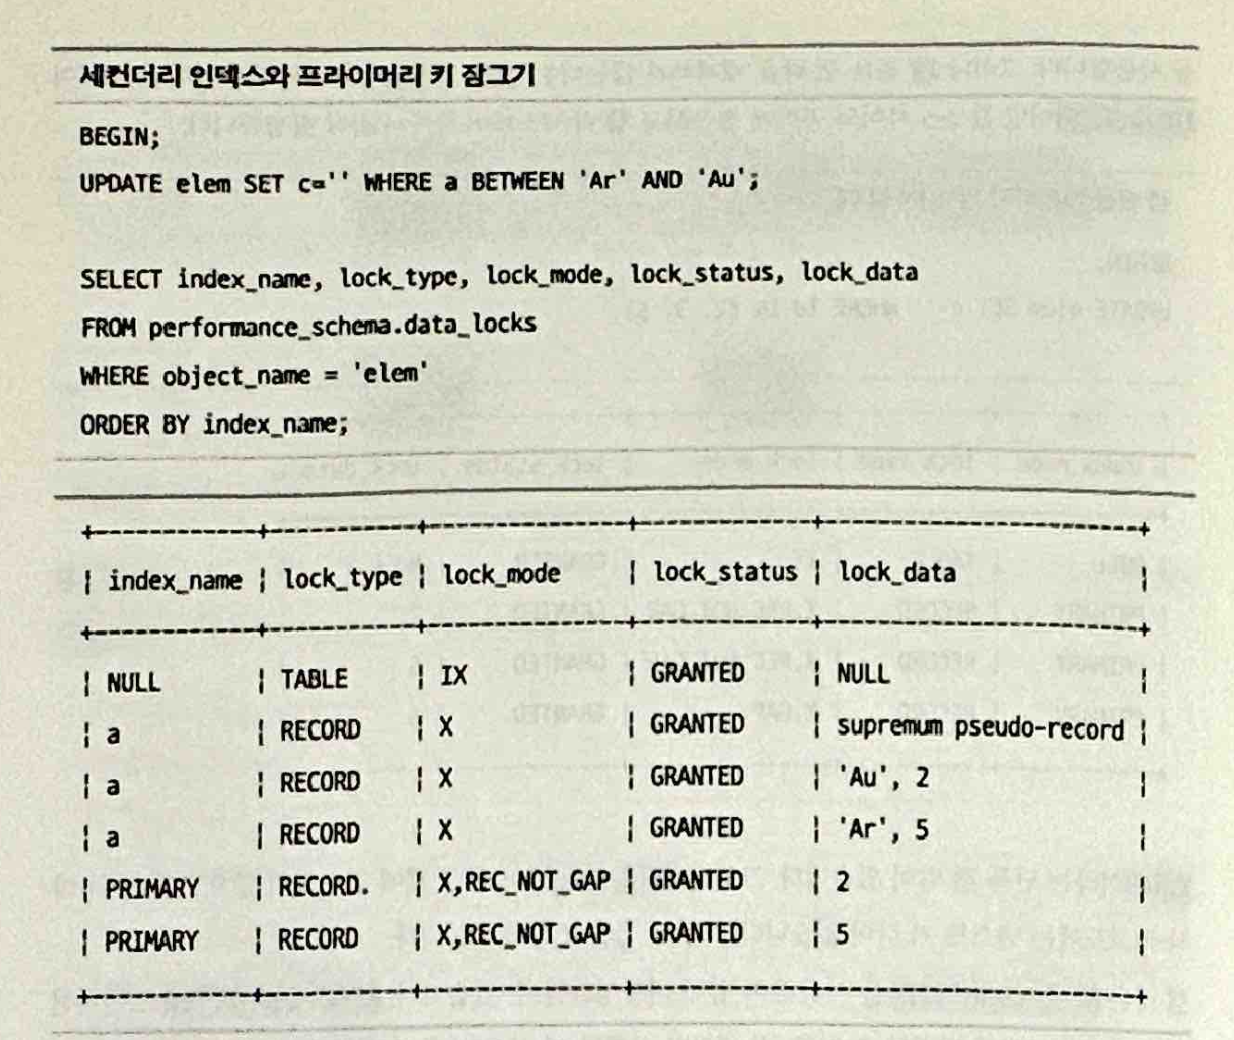 세컨더리 인덱스와 프라이머리 키 잠그기
BEGIN;
UPDATE elem SET c='' WHERE a BETWEEN 'Ar' AND 'Au';
SELECT index_name, lock_type, lock_mode, lock_status, lock_data
FROM performance_schema.data_locks
WHERE object_name = 'elem'
ORDER BY index_name;
+------------+-----------+---------------+-------------+------------------------+
| index_name | lock_type | lock_mode     | lock_status | lock_data              |
+------------+-----------+---------------+-------------+------------------------+
| NULL       | TABLE     | IX            | GRANTED     | NULL                   |
| a          | RECORD    | X             | GRANTED     | supremum pseudo-record |
| a          | RECORD    | X             | GRANTED     | 'Au', 2                |
| a          | RECORD    | X             | GRANTED     | 'Ar', 5                |
| PRIMARY    | RECORD.   | X,REC_NOT_GAP | GRANTED     | 2                      |
| PRIMARY    | RECORD    | X,REC_NOT_GAP | GRANTED     | 5                      |
+------------+-----------+---------------+-------------+------------------------+